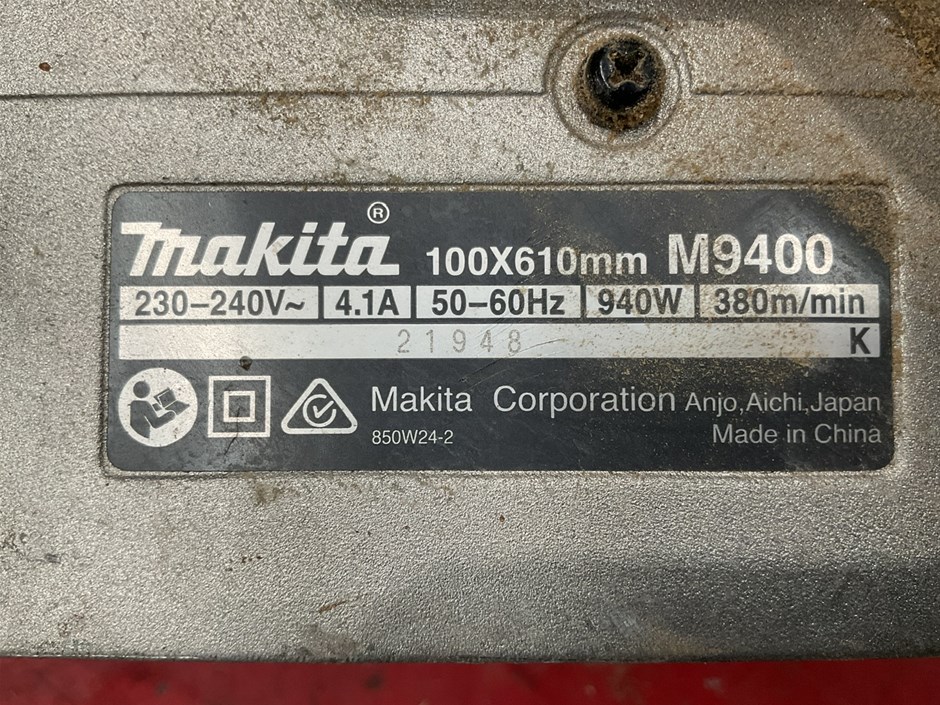 makita® 100X610mm M9400
230–240V~ 4.1A 50–60Hz 940W 380m/min
21948 K
Makita Corporation Anjo,Aichi,Japan
850W24-2 Made in China